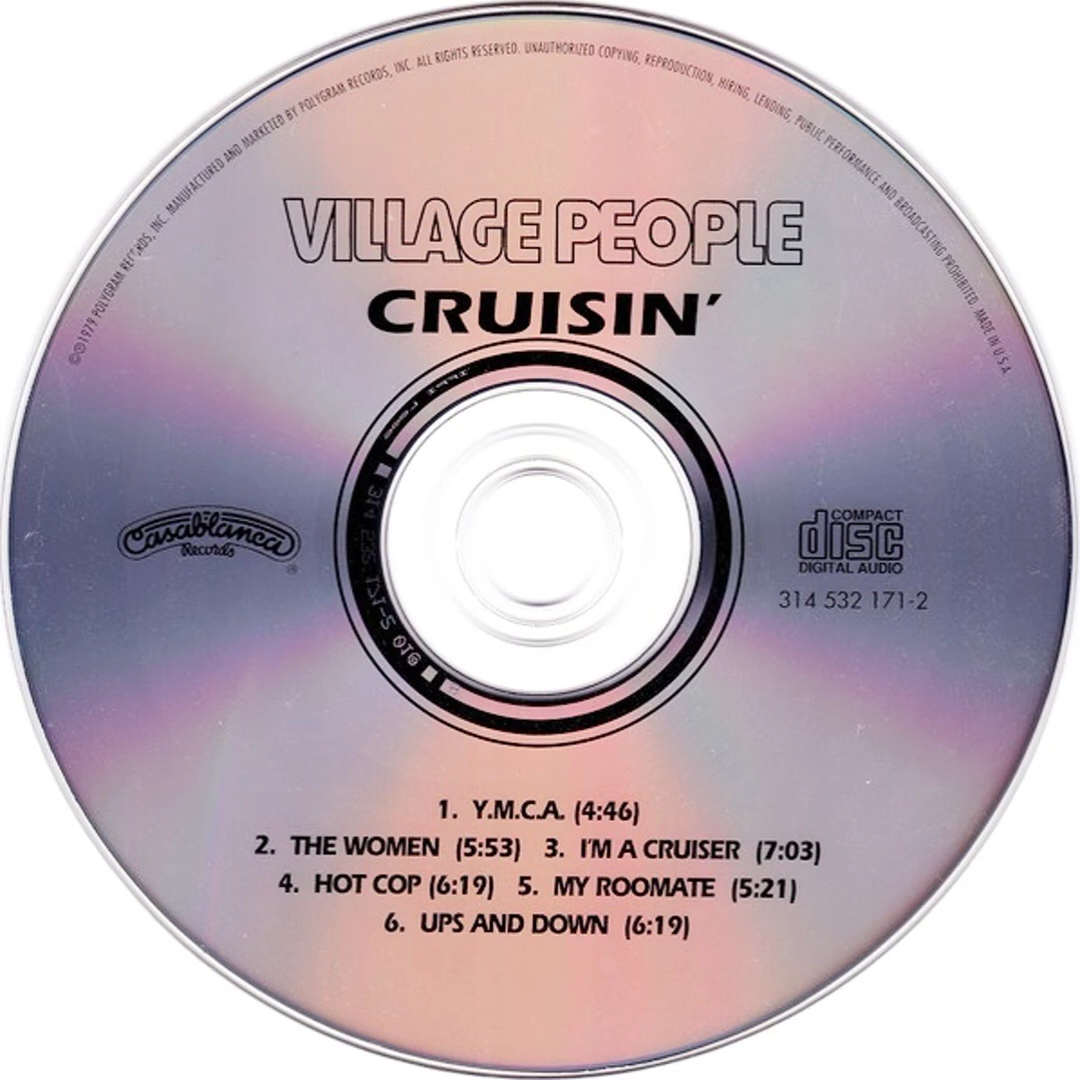 ℗©1979 POLYGRAM RECORDS, INC. MANUFACTURED AND MARKETED BY POLYGRAM RECORDS, INC. ALL RIGHTS RESERVED. UNAUTHORIZED COPYING, REPRODUCTION, HIRING, LENDING, PUBLIC PERFORMANCE AND BROADCASTING PROHIBITED. MADE IN U.S.A.
VILLAGE PEOPLE
CRUISIN'
Casablanca
Records
®
COMPACT
disc
DIGITAL AUDIO
314 532 171-2
1. Y.M.C.A. (4:46)
2. THE WOMEN (5:53) 3. I'M A CRUISER (7:03)
4. HOT COP (6:19) 5. MY ROOMATE (5:21)
6. UPS AND DOWN (6:19)